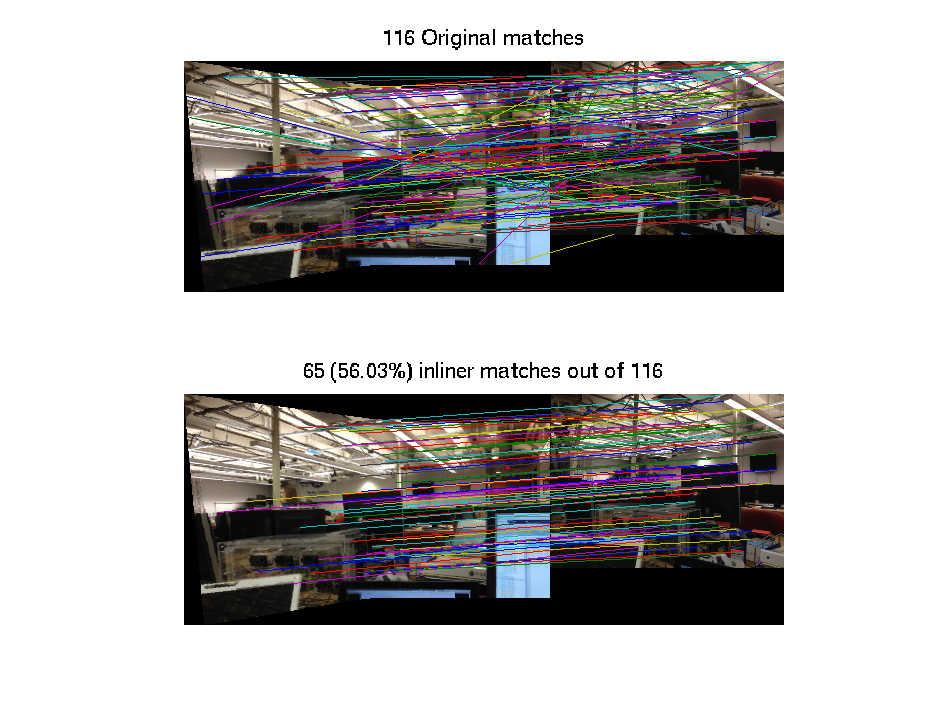 116 Original matches
65 (56.03%) inliner matches out of 116